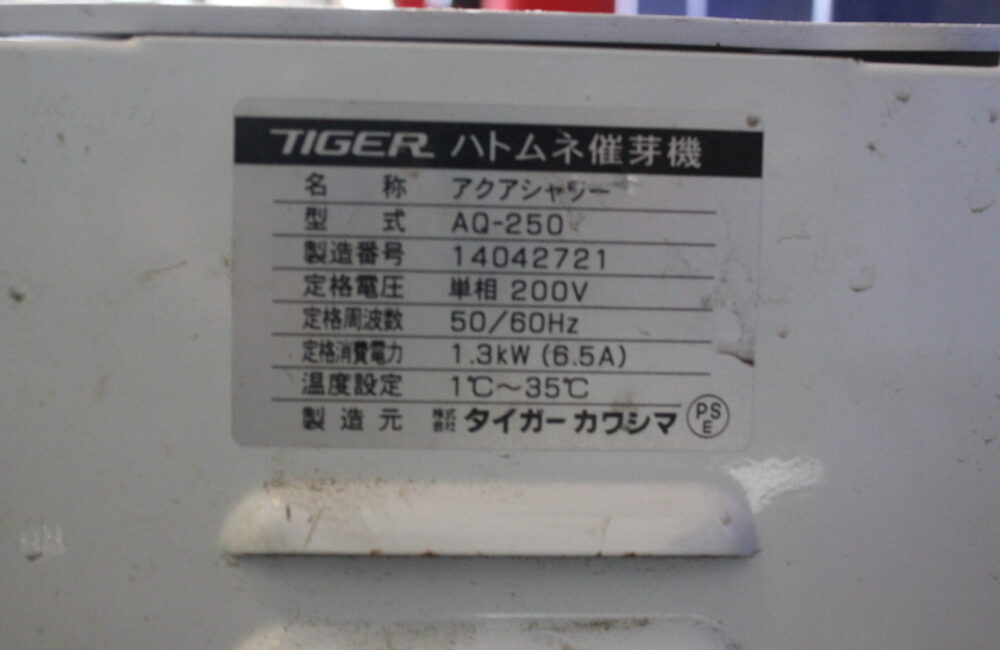 TIGER ハトムネ催芽機
名称 アクアシャワー
型式 AQ-250
製造番号 14042721
定格電圧 単相 200V
定格周波数 50/60Hz
定格消費電力 1.3kW (6.5A)
温度設定 1℃～35℃
製造元 株式会社 タイガーカワシマ PSE